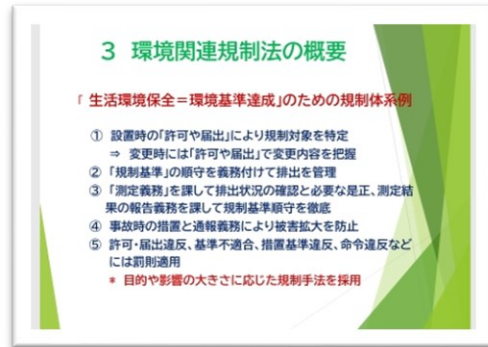 3 環境関連規制法の概要
「 生活環境保全＝環境基準達成」のための規制体系例
① 設置時の「許可や届出」により規制対象を特定
⇒ 変更時には「許可や届出」で変更内容を把握
② 「規制基準」の順守を義務付けて排出を管理
③ 「測定義務」を課して排出状況の確認と必要な是正、測定結
果の報告義務を課して規制基準順守を徹底
④ 事故時の措置と通報義務により被害拡大を防止
⑤ 許可・届出違反、基準不適合、措置基準違反、命令違反など
には罰則適用
* 目的や影響の大きさに応じた規制手法を採用